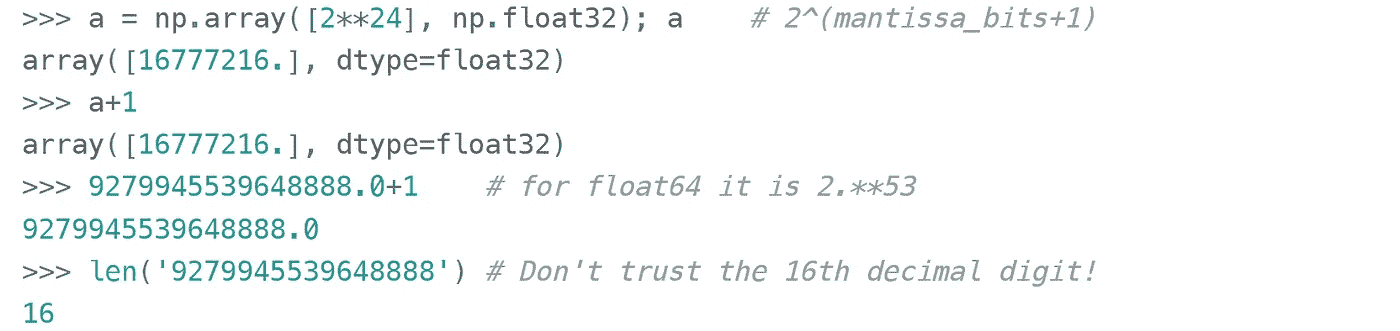 >>> a = np.array([2**24], np.float32); a    # 2^(mantissa_bits+1)
array([16777216.], dtype=float32)
>>> a+1
array([16777216.], dtype=float32)
>>> 9279945539648888.0+1    # for float64 it is 2.**53
9279945539648888.0
>>> len('9279945539648888') # Don't trust the 16th decimal digit!
16